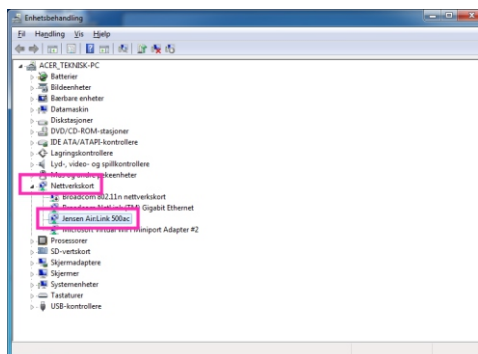 Enhetsbehandling
Fil Handling Vis Hjelp
ACER_TEKNISK-PC
Batterier
Bildeenheter
Bærbare enheter
Datamaskin
Diskstasjoner
DVD/CD-ROM-stasjoner
IDE ATA/ATAPI-kontrollere
Lagringskontrollere
Lyd-, video- og spillkontrollere
Mus og andre pekeenheter
Nettverkskort
Broadcom 802.11n nettverkskort
Broadcom NetLink (TM) Gigabit Ethernet
Jensen AirLink 500ac
Microsoft Virtual WiFi Miniport Adapter #2
Prosessorer
SD-vertskort
Skjermadaptere
Skjermer
Systemenheter
Tastaturer
USB-kontrollere